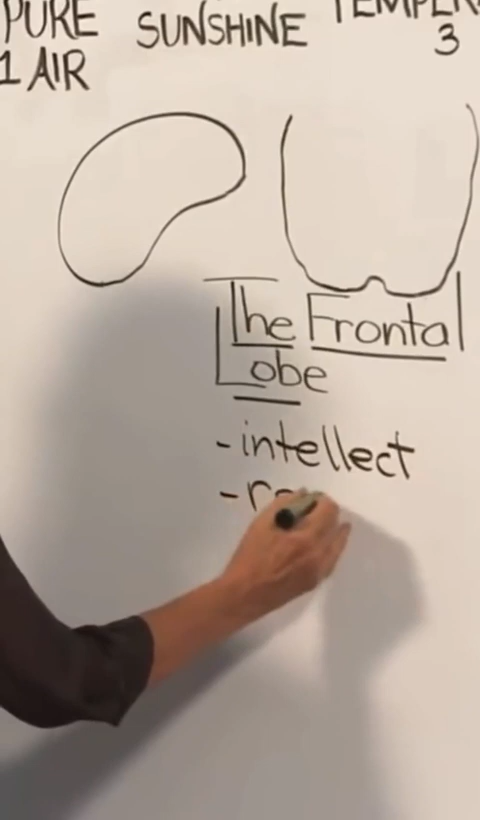 PURE SUNSHINE
3
1 AIR
The Frontal
Lobe
- intellect